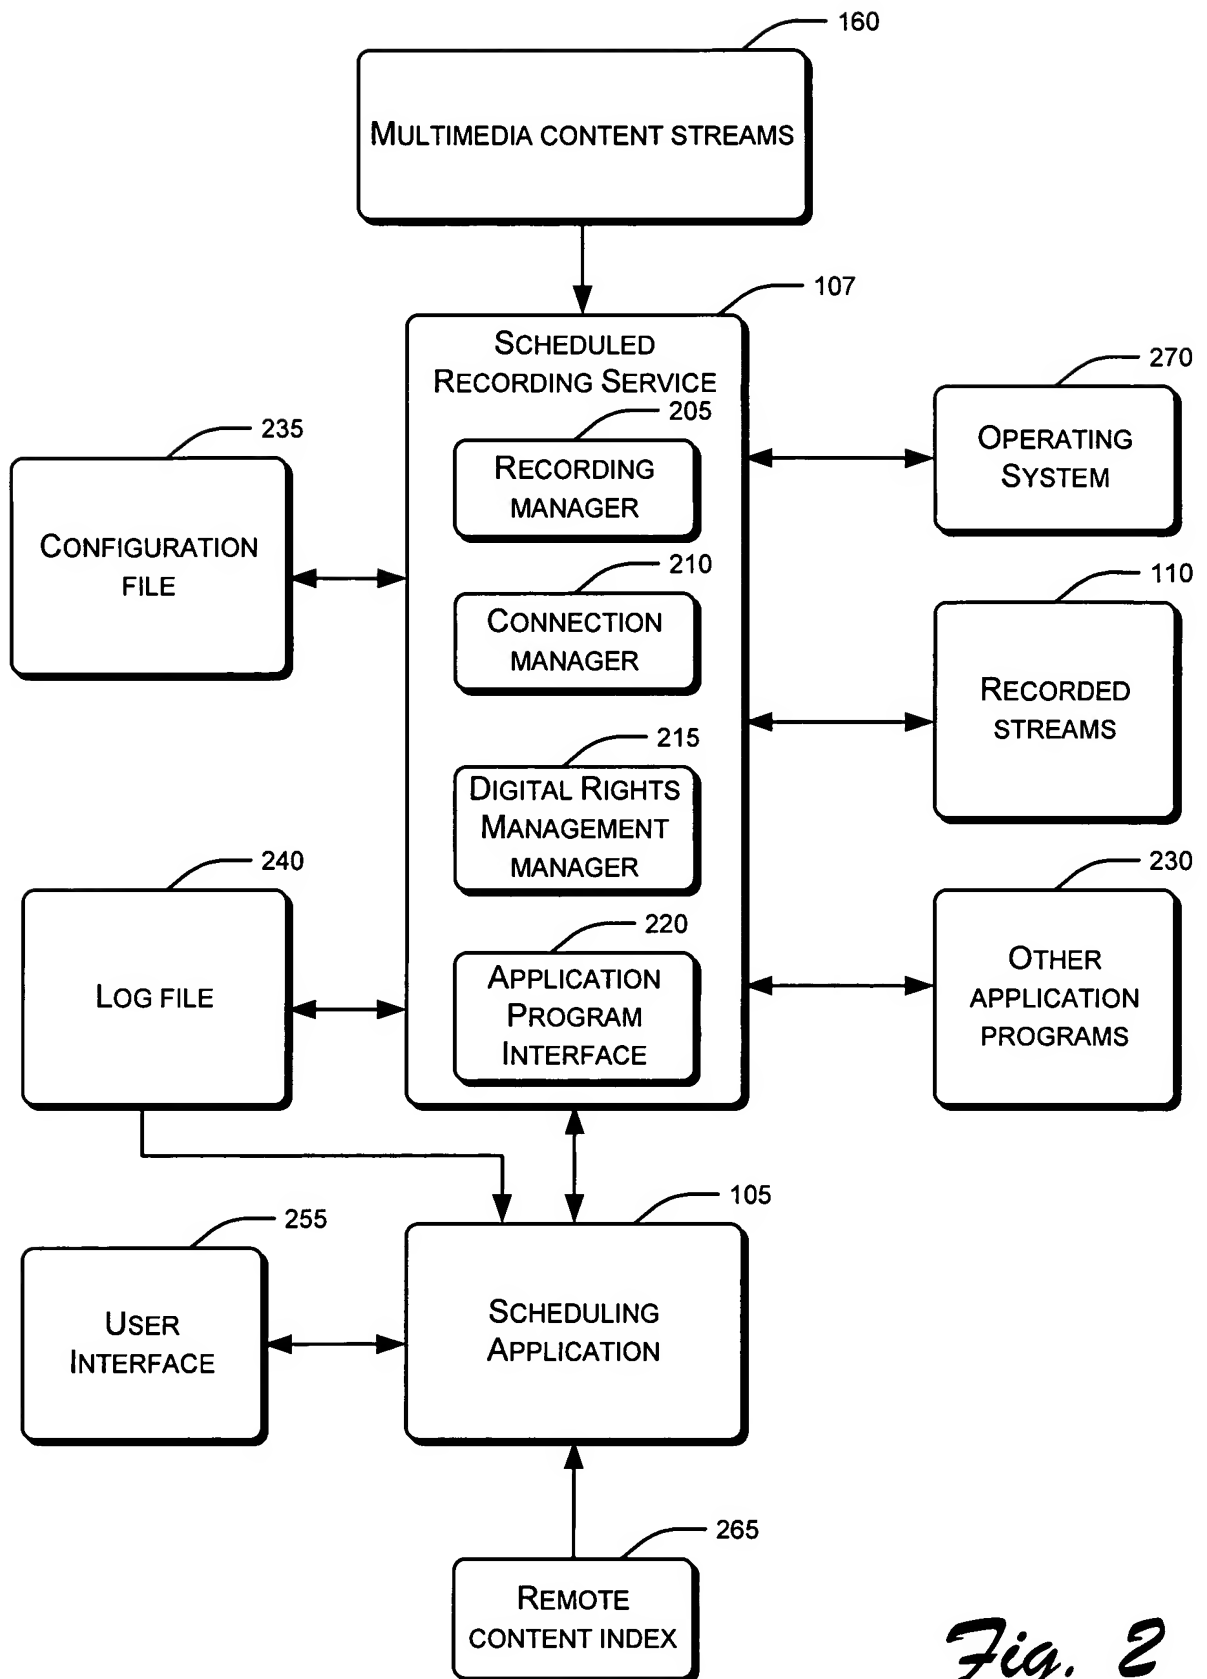 160
MULTIMEDIA CONTENT STREAMS
107
SCHEDULED
RECORDING SERVICE
270
OPERATING
SYSTEM
205
RECORDING
MANAGER
235
CONFIGURATION
FILE
210
CONNECTION
MANAGER
110
RECORDED
STREAMS
215
DIGITAL RIGHTS
MANAGEMENT
MANAGER
240
LOG FILE
230
OTHER
APPLICATION
PROGRAMS
220
APPLICATION
PROGRAM
INTERFACE
105
SCHEDULING
APPLICATION
255
USER
INTERFACE
265
REMOTE
CONTENT INDEX
Fig. 2